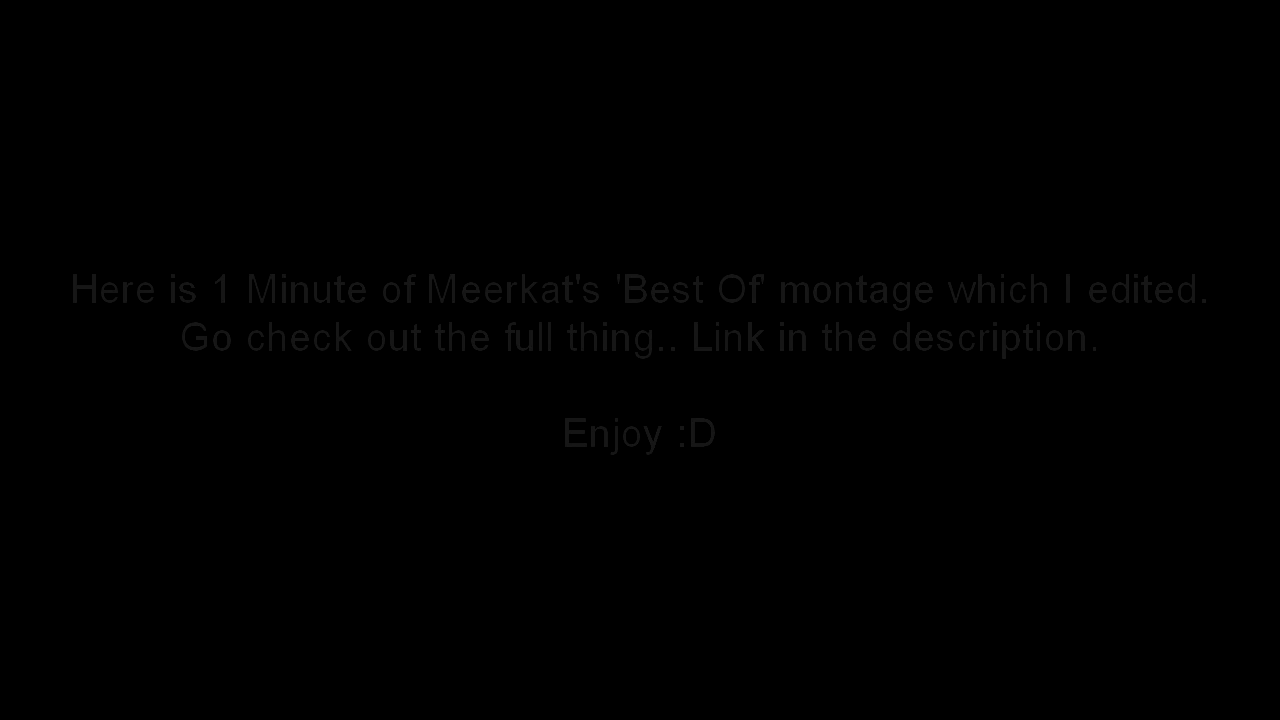 Here is 1 Minute of Meerkat's 'Best Of' montage which I edited.
Go check out the full thing.. Link in the description.
Enjoy :D